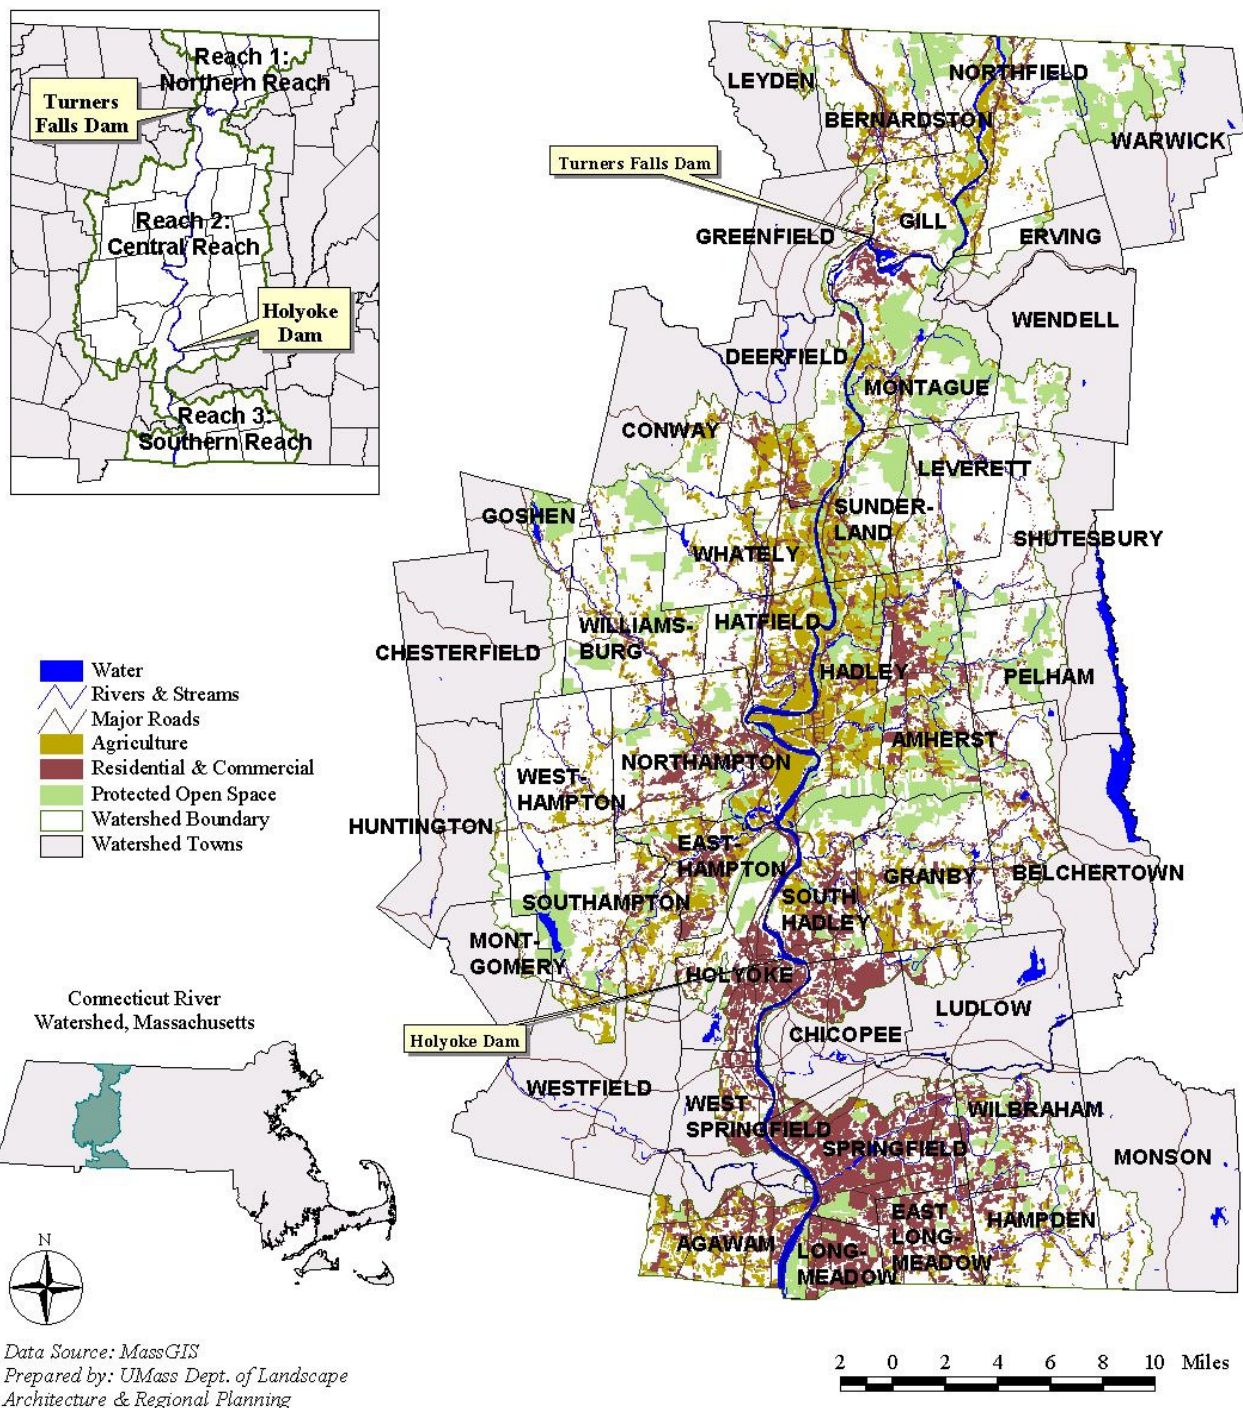 Reach 1:
Northern Reach
Turners
Falls Dam
Reach 2:
Central Reach
Holyoke
Dam
Reach 3:
Southern Reach
LEYDEN
NORTHFIELD
BERNARDSTON
WARWICK
Turners Falls Dam
GILL
GREENFIELD
ERVING
WENDELL
DEERFIELD
MONTAGUE
CONWAY
LEVERETT
GOSHEN
SUNDER-
LAND
SHUTESBURY
WHATELY
HATFIELD
WILLIAMS-
BURG
CHESTERFIELD
HADLEY
PELHAM
AMHERST
NORTHAMPTON
WEST-
HAMPTON
HUNTINGTON
EAST-
HAMPTON
GRANBY
BELCHERTOWN
SOUTHAMPTON
SOUTH
HADLEY
MONT-
GOMERY
HOLYOKE
LUDLOW
CHICOPEE
Holyoke Dam
WESTFIELD
WEST
SPRINGFIELD
WILBRAHAM
SPRINGFIELD
MONSON
EAST
LONG-
MEADOW
HAMPDEN
AGAWAM
LONG-
MEADOW
Water
Rivers & Streams
Major Roads
Agriculture
Residential & Commercial
Protected Open Space
Watershed Boundary
Watershed Towns
Connecticut River
Watershed, Massachusetts
N
Data Source: MassGIS
Prepared by: UMass Dept. of Landscape
Architecture & Regional Planning
2 0 2 4 6 8 10 Miles